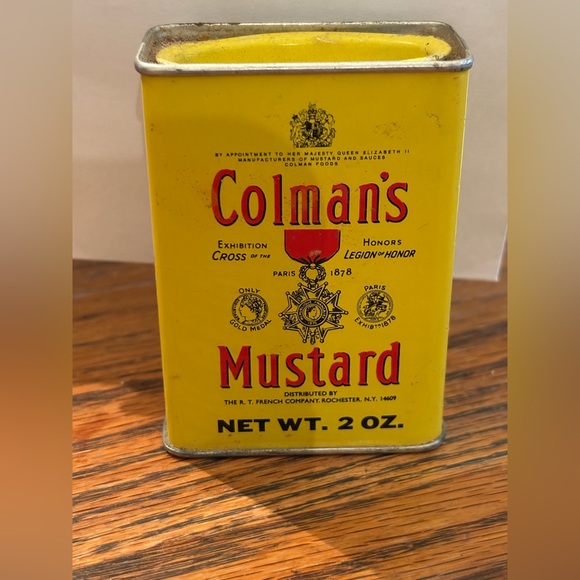 BY APPOINTMENT TO HER MAJESTY QUEEN ELIZABETH II
MANUFACTURERS OF MUSTARD AND SAUCES
COLMAN FOODS
Colman's
EXHIBITION HONORS
CROSS OF THE LEGION OF HONOR
PARIS 1878
ONLY GOLD MEDAL
PARIS EXHIBTN 1878
Mustard
DISTRIBUTED BY
THE R. T. FRENCH COMPANY, ROCHESTER, N.Y. 14609
NET WT. 2 OZ.